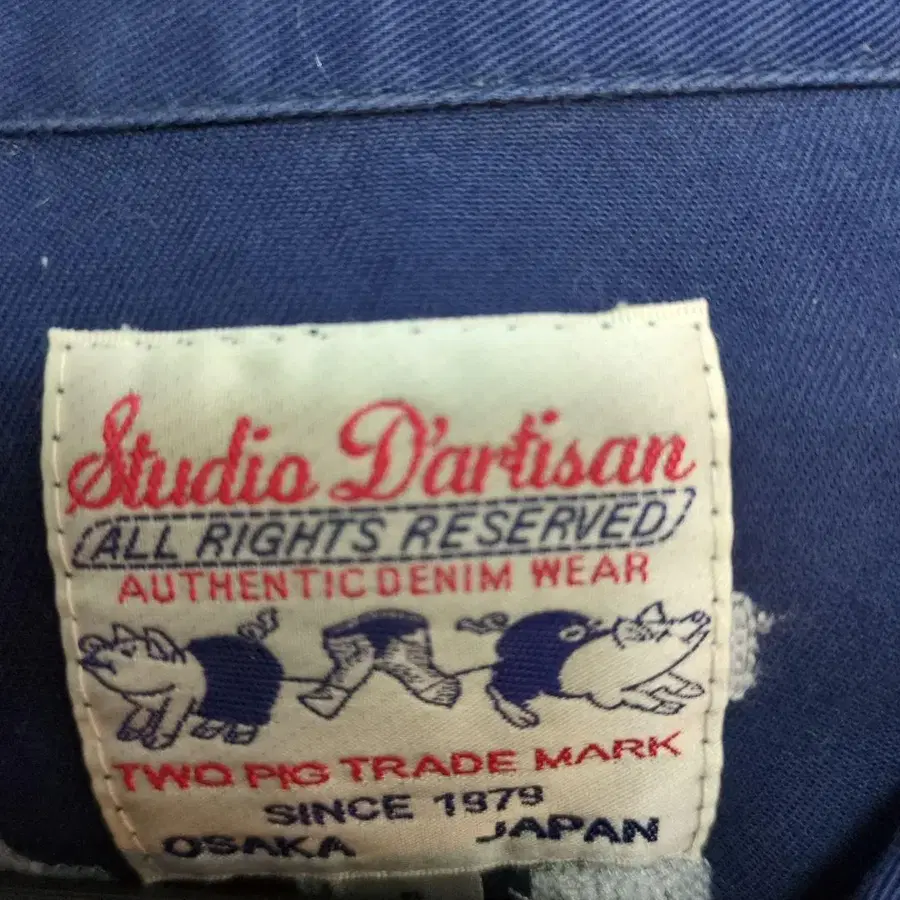 Studio D'artisan
(ALL RIGHTS RESERVED)
AUTHENTIC DENIM WEAR
TWO PIG TRADE MARK
SINCE 1979
OSAKA JAPAN